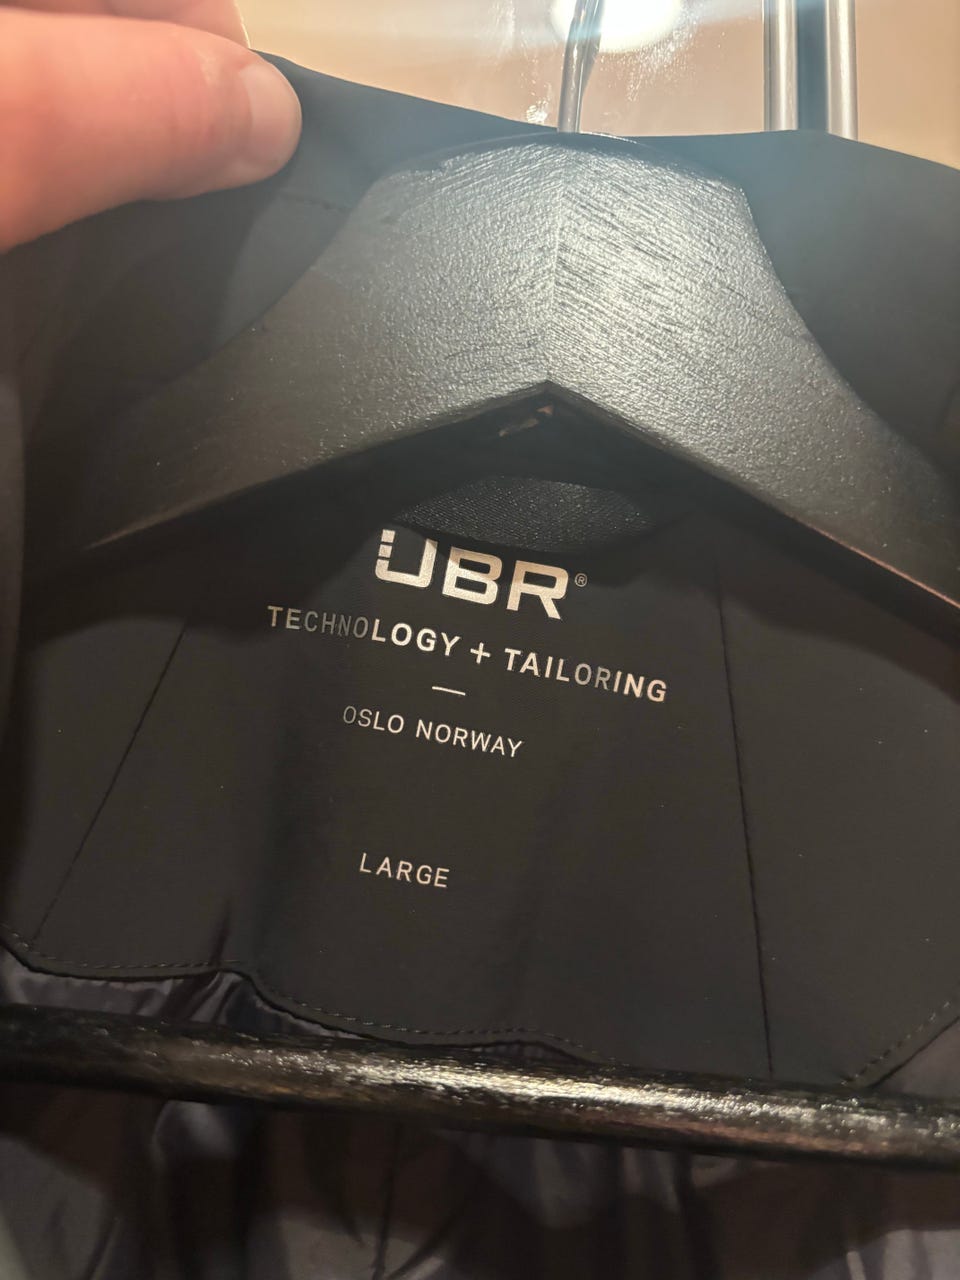 UBR®
TECHNOLOGY + TAILORING
OSLO NORWAY
LARGE